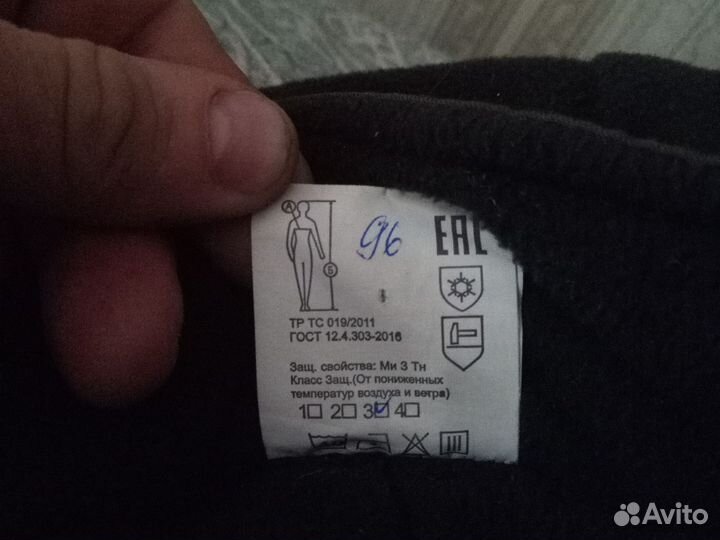 А
96
EAC
Б
ТР ТС 019/2011
ГОСТ 12.4.303-2016
Защ. свойства: Ми З Тн
Класс Защ.(От пониженных
температур воздуха и ветра)
1☐ 2☐ 3☑ 4☐
Avito